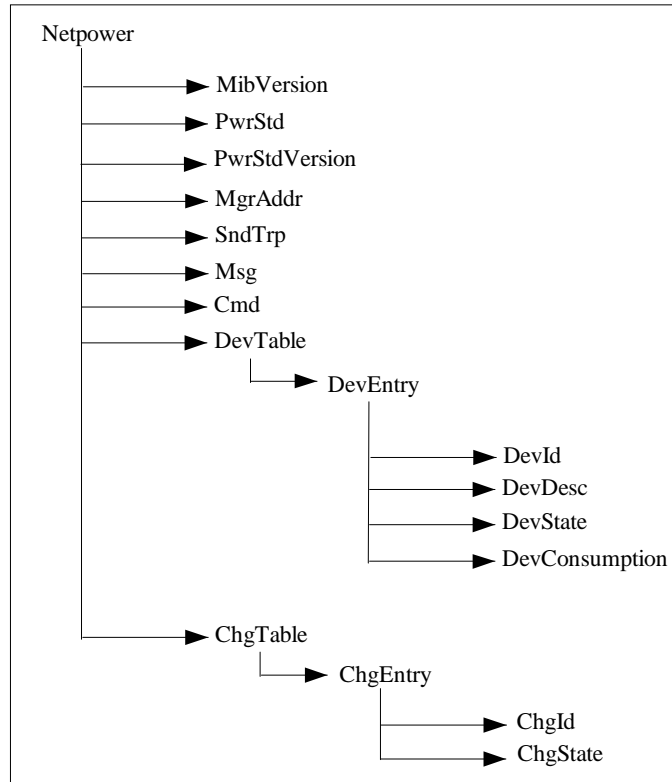 Netpower
MibVersion
PwrStd
PwrStdVersion
MgrAddr
SndTrp
Msg
Cmd
DevTable
DevEntry
DevId
DevDesc
DevState
DevConsumption
ChgTable
ChgEntry
ChgId
ChgState